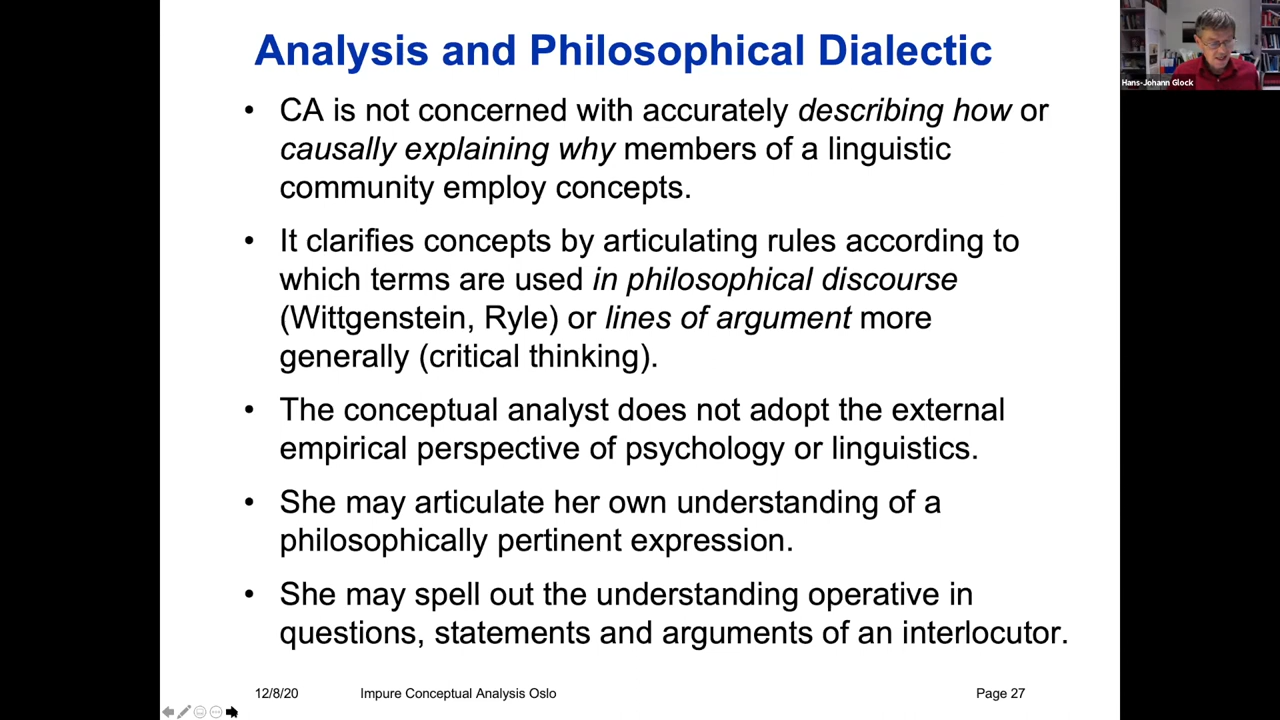 Analysis and Philosophical Dialectic
Hans-Johann Glock
• CA is not concerned with accurately describing how or
causally explaining why members of a linguistic
community employ concepts.
• It clarifies concepts by articulating rules according to
which terms are used in philosophical discourse
(Wittgenstein, Ryle) or lines of argument more
generally (critical thinking).
• The conceptual analyst does not adopt the external
empirical perspective of psychology or linguistics.
• She may articulate her own understanding of a
philosophically pertinent expression.
• She may spell out the understanding operative in
questions, statements and arguments of an interlocutor.
12/8/20 Impure Conceptual Analysis Oslo Page 27